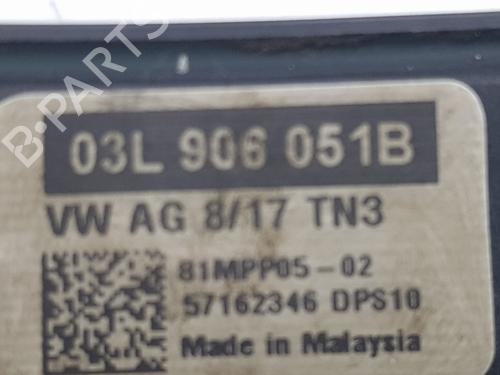 B-PARTS
03L 906 051B
VW AG 8/17 TN3
81MPP05-02
57162346 DPS10
Made in Malaysia